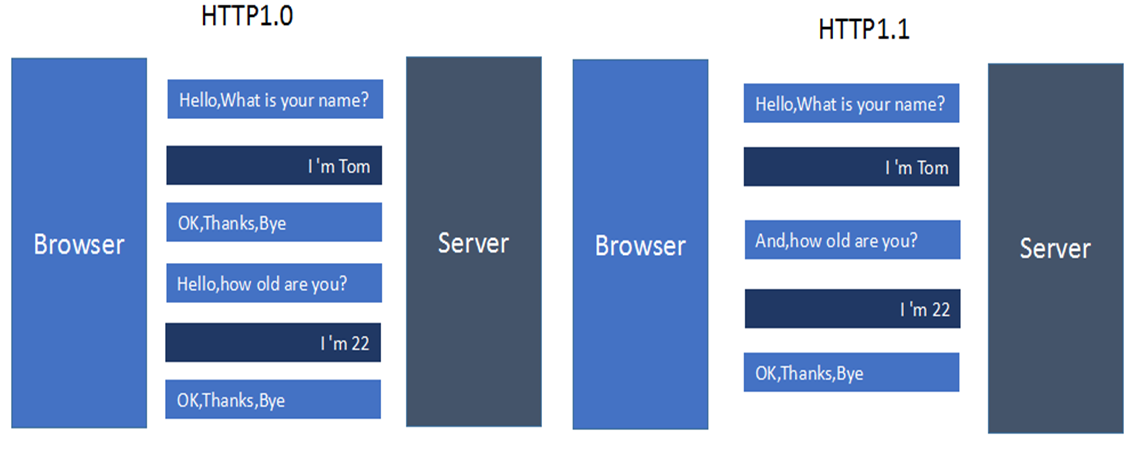 HTTP1.0
Browser
Hello,What is your name?
I 'm Tom
OK,Thanks,Bye
Hello,how old are you?
I 'm 22
OK,Thanks,Bye
Server
HTTP1.1
Browser
Hello,What is your name?
I 'm Tom
And,how old are you?
I 'm 22
OK,Thanks,Bye
Server